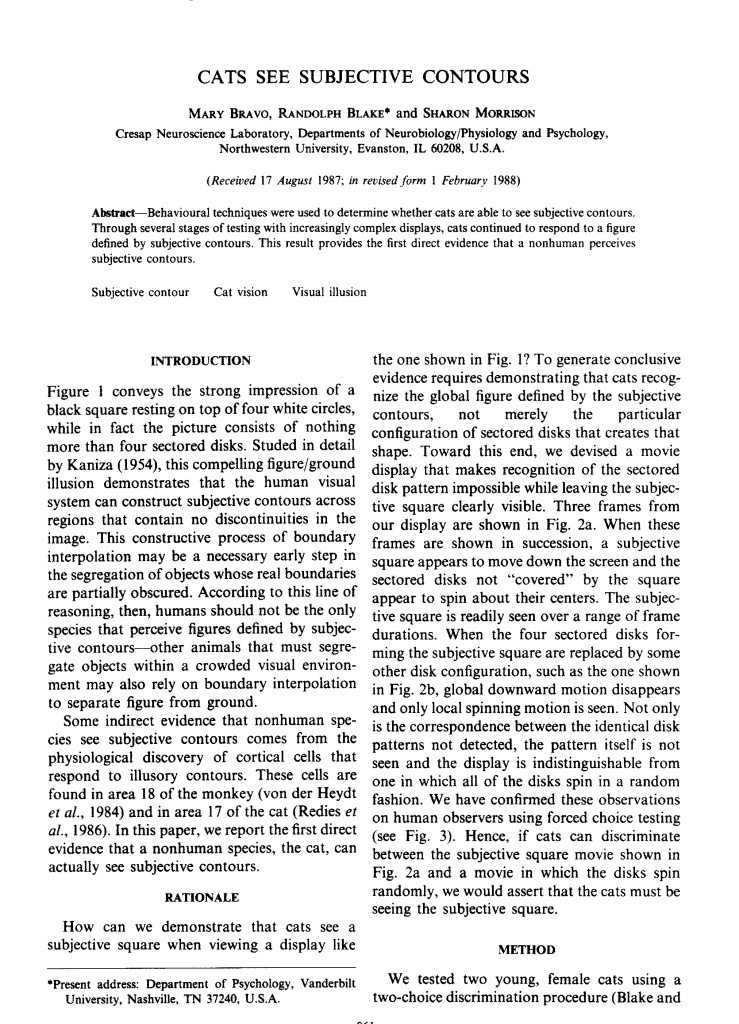 CATS SEE SUBJECTIVE CONTOURS
MARY BRAVO, RANDOLPH BLAKE* and SHARON MORRISON
Cresap Neuroscience Laboratory, Departments of Neurobiology/Physiology and Psychology,
Northwestern University, Evanston, IL 60208, U.S.A.
(Received 17 August 1987; in revised form 1 February 1988)
Abstract—Behavioural techniques were used to determine whether cats are able to see subjective contours.
Through several stages of testing with increasingly complex displays, cats continued to respond to a figure
defined by subjective contours. This result provides the first direct evidence that a nonhuman perceives
subjective contours.
Subjective contour Cat vision Visual illusion
INTRODUCTION
Figure 1 conveys the strong impression of a
black square resting on top of four white circles,
while in fact the picture consists of nothing
more than four sectored disks. Studed in detail
by Kaniza (1954), this compelling figure/ground
illusion demonstrates that the human visual
system can construct subjective contours across
regions that contain no discontinuities in the
image. This constructive process of boundary
interpolation may be a necessary early step in
the segregation of objects whose real boundaries
are partially obscured. According to this line of
reasoning, then, humans should not be the only
species that perceive figures defined by subjec-
tive contours—other animals that must segre-
gate objects within a crowded visual environ-
ment may also rely on boundary interpolation
to separate figure from ground.
Some indirect evidence that nonhuman spe-
cies see subjective contours comes from the
physiological discovery of cortical cells that
respond to illusory contours. These cells are
found in area 18 of the monkey (von der Heydt
et al., 1984) and in area 17 of the cat (Redies et
al., 1986). In this paper, we report the first direct
evidence that a nonhuman species, the cat, can
actually see subjective contours.
RATIONALE
How can we demonstrate that cats see a
subjective square when viewing a display like
*Present address: Department of Psychology, Vanderbilt
University, Nashville, TN 37240, U.S.A.
the one shown in Fig. 1? To generate conclusive
evidence requires demonstrating that cats recog-
nize the global figure defined by the subjective
contours, not merely the particular
configuration of sectored disks that creates that
shape. Toward this end, we devised a movie
display that makes recognition of the sectored
disk pattern impossible while leaving the subjec-
tive square clearly visible. Three frames from
our display are shown in Fig. 2a. When these
frames are shown in succession, a subjective
square appears to move down the screen and the
sectored disks not “covered” by the square
appear to spin about their centers. The subjec-
tive square is readily seen over a range of frame
durations. When the four sectored disks for-
ming the subjective square are replaced by some
other disk configuration, such as the one shown
in Fig. 2b, global downward motion disappears
and only local spinning motion is seen. Not only
is the correspondence between the identical disk
patterns not detected, the pattern itself is not
seen and the display is indistinguishable from
one in which all of the disks spin in a random
fashion. We have confirmed these observations
on human observers using forced choice testing
(see Fig. 3). Hence, if cats can discriminate
between the subjective square movie shown in
Fig. 2a and a movie in which the disks spin
randomly, we would assert that the cats must be
seeing the subjective square.
METHOD
We tested two young, female cats using a
two-choice discrimination procedure (Blake and